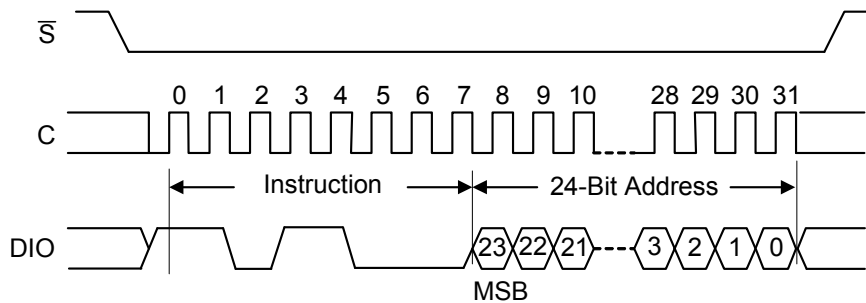 S̅
0 1 2 3 4 5 6 7 8 9 10 28 29 30 31
C
Instruction 24-Bit Address
DIO 23 22 21 3 2 1 0
MSB